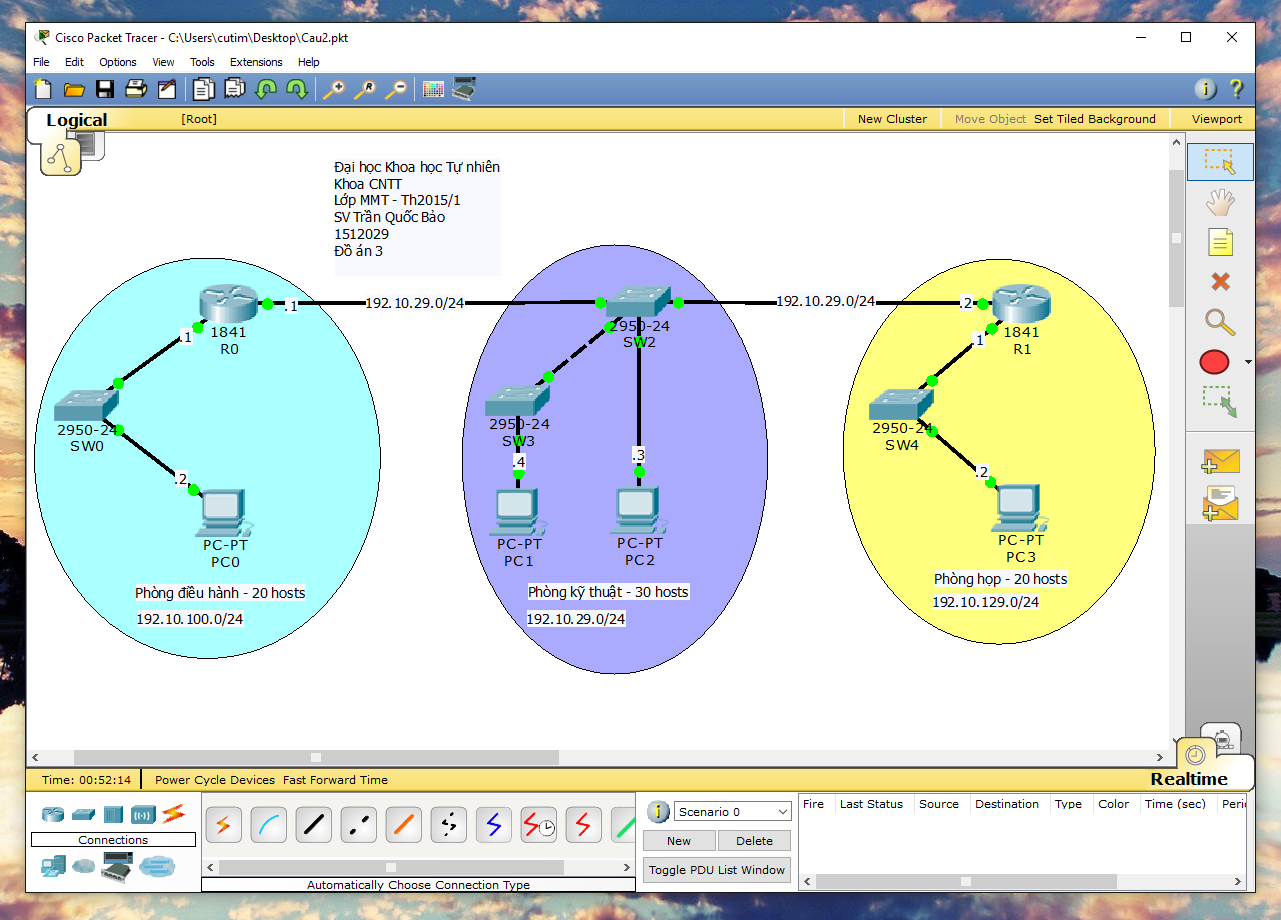 Cisco Packet Tracer - C:\Users\cutim\Desktop\Cau2.pkt
File Edit Options View Tools Extensions Help
R
i ?
Logical [Root] New Cluster Move Object Set Tiled Background Viewport
Đại học Khoa học Tự nhiên
Khoa CNTT
Lớp MMT - Th2015/1
SV Trần Quốc Bảo
1512029
Đồ án 3
.1 192.10.29.0/24 192.10.29.0/24 .2
1841
R0
.1
2950-24
SW2
1841
R1
.1
2950-24
SW0
2950-24
SW3
2950-24
SW4
.2
.4
.3
.2
PC-PT
PC0
PC-PT
PC1
PC-PT
PC2
PC-PT
PC3
Phòng điều hành - 20 hosts
192.10.100.0/24
Phòng kỹ thuật - 30 hosts
192.10.29.0/24
Phòng họp - 20 hosts
192.10.129.0/24
Time: 00:52:14 Power Cycle Devices Fast Forward Time Realtime
Connections
Automatically Choose Connection Type
i Scenario 0
New Delete
Toggle PDU List Window
Fire Last Status Source Destination Type Color Time (sec) Peri